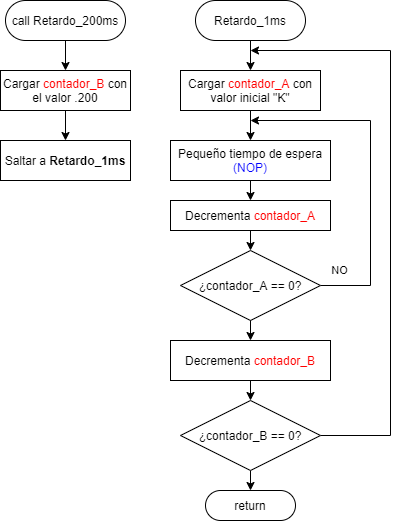 call Retardo_200ms
Cargar contador_B con
el valor .200
Saltar a Retardo_1ms
Retardo_1ms
Cargar contador_A con
valor inicial "K"
Pequeño tiempo de espera
(NOP)
Decrementa contador_A
¿contador_A == 0?
NO
Decrementa contador_B
¿contador_B == 0?
return